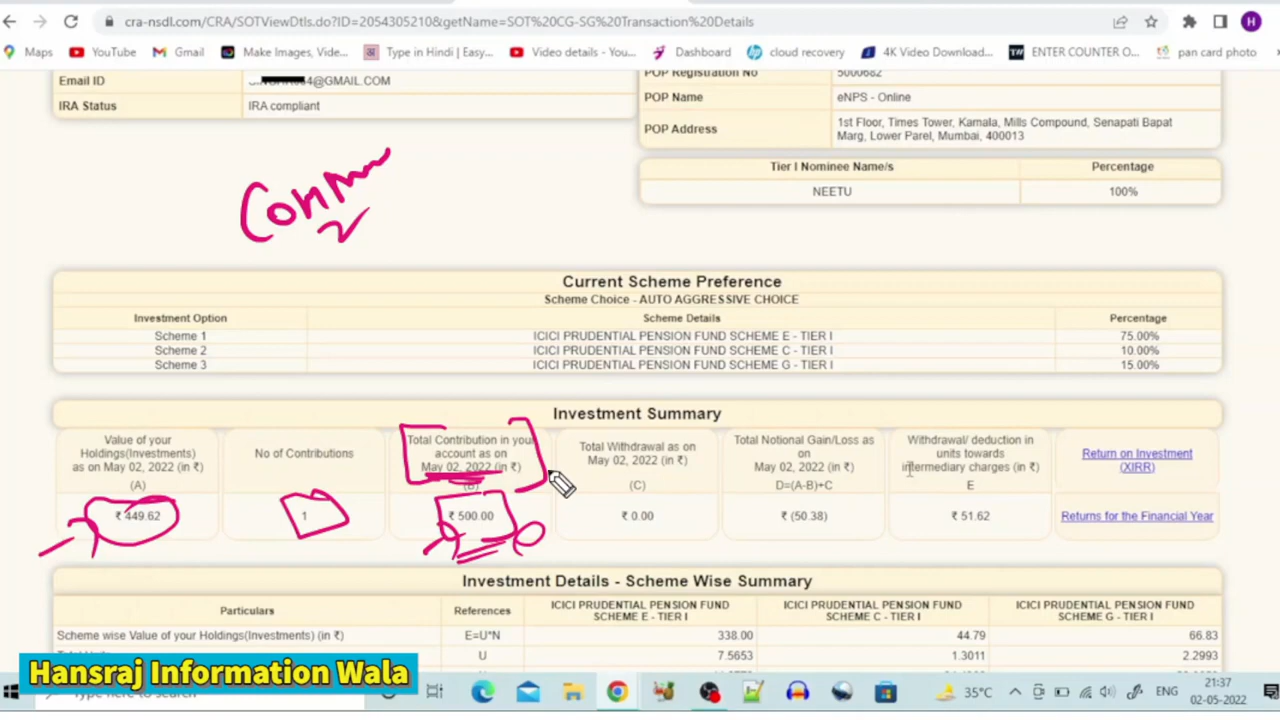 cra-nsdl.com/CRA/SOTViewDtls.do?ID=2054305210&getName=SOT%20CG-SG%20Transaction%20Details
H
Maps YouTube Gmail Make Images, Vide... Type in Hindi | Easy... Video details - You... Dashboard cloud recovery 4K Video Download... TW ENTER COUNTER O... pan card photo
Email ID 4@GMAIL.COM
IRA Status IRA compliant
POP Registration No 5000682
POP Name eNPS - Online
POP Address 1st Floor, Times Tower, Kamala, Mills Compound, Senapati Bapat
Marg, Lower Parel, Mumbai, 400013
Tier I Nominee Name/s Percentage
NEETU 100%
Current Scheme Preference
Scheme Choice - AUTO AGGRESSIVE CHOICE
Investment Option Scheme Details Percentage
Scheme 1 ICICI PRUDENTIAL PENSION FUND SCHEME E - TIER I 75.00%
Scheme 2 ICICI PRUDENTIAL PENSION FUND SCHEME C - TIER I 10.00%
Scheme 3 ICICI PRUDENTIAL PENSION FUND SCHEME G - TIER I 15.00%
Investment Summary
Value of your
Holdings(Investments)
as on May 02, 2022 (in ₹)
(A)
No of Contributions
Total Contribution in your
account as on
May 02, 2022 (in ₹)
(B)
Total Withdrawal as on
May 02, 2022 (in ₹)
(C)
Total Notional Gain/Loss as
on
May 02, 2022 (in ₹)
D=(A-B)+C
Withdrawal/ deduction in
units towards
intermediary charges (in ₹)
E
Return on Investment
(XIRR)
₹ 449.62 1 ₹ 500.00 ₹ 0.00 ₹ (50.38) ₹ 51.62 Returns for the Financial Year
Investment Details - Scheme Wise Summary
Particulars References ICICI PRUDENTIAL PENSION FUND
SCHEME E - TIER I
ICICI PRUDENTIAL PENSION FUND
SCHEME C - TIER I
ICICI PRUDENTIAL PENSION FUND
SCHEME G - TIER I
Scheme wise Value of your Holdings(Investments) (in ₹) E=U*N 338.00 44.79 66.83
U 7.5653 1.3011 2.2993
Hansraj Information Wala
35°C ENG 21:37
02-05-2022